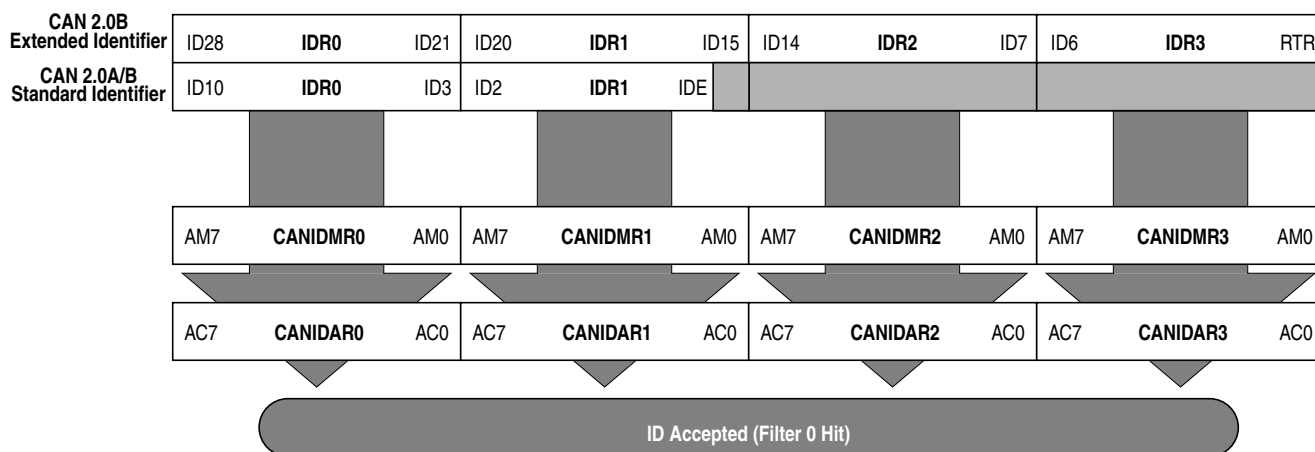 CAN 2.0B
Extended Identifier
ID28 IDR0 ID21 ID20 IDR1 ID15 ID14 IDR2 ID7 ID6 IDR3 RTR
CAN 2.0A/B
Standard Identifier
ID10 IDR0 ID3 ID2 IDR1 IDE
AM7 CANIDMR0 AM0 AM7 CANIDMR1 AM0 AM7 CANIDMR2 AM0 AM7 CANIDMR3 AM0
AC7 CANIDAR0 AC0 AC7 CANIDAR1 AC0 AC7 CANIDAR2 AC0 AC7 CANIDAR3 AC0
ID Accepted (Filter 0 Hit)